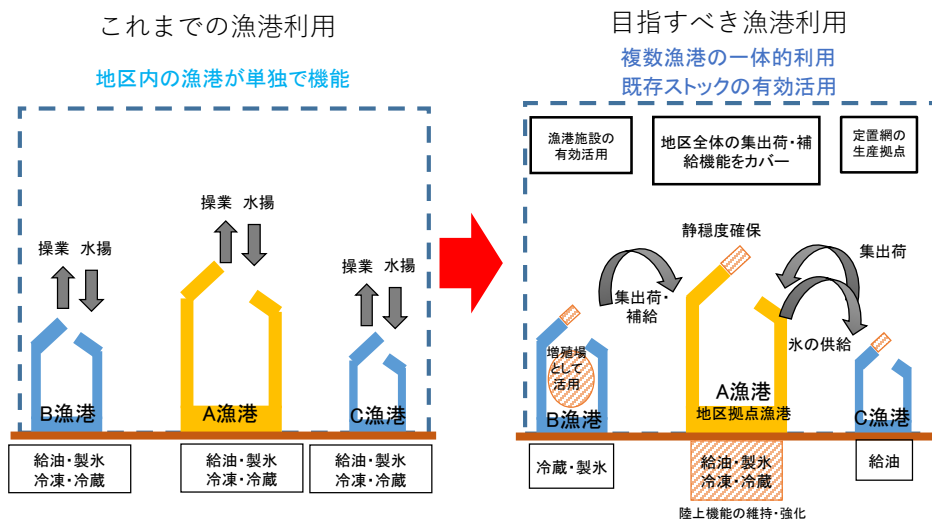 これまでの漁港利用
地区内の漁港が単独で機能
操業 水揚
操業 水揚
操業 水揚
B漁港
A漁港
C漁港
給油・製氷
冷凍・冷蔵
給油・製氷
冷凍・冷蔵
給油・製氷
冷凍・冷蔵
目指すべき漁港利用
複数漁港の一体的利用
既存ストックの有効活用
漁港施設の
有効活用
地区全体の集出荷・補
給機能をカバー
定置網の
生産拠点
静穏度確保
集出荷・
補給
集出荷
氷の供給
増殖場
として
活用
B漁港
A漁港
地区拠点漁港
C漁港
冷蔵・製氷
給油・製氷
冷凍・冷蔵
給油
陸上機能の維持・強化